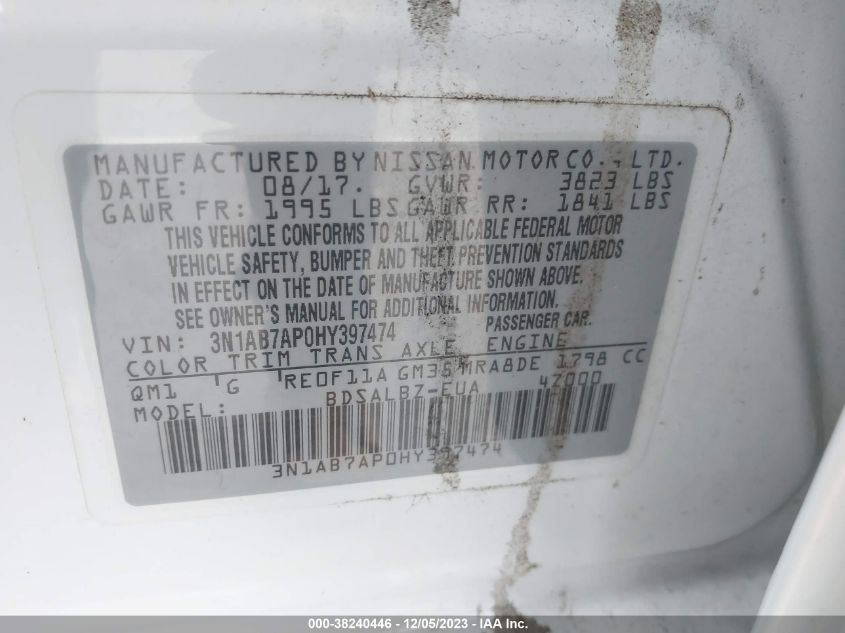 MANUFACTURED BY NISSAN MOTOR CO., LTD.
DATE: 08/17. GVWR: 3823 LBS
GAWR FR: 1995 LBS GAWR RR: 1841 LBS
THIS VEHICLE CONFORMS TO ALL APPLICABLE FEDERAL MOTOR
VEHICLE SAFETY, BUMPER AND THEFT PREVENTION STANDARDS
IN EFFECT ON THE DATE OF MANUFACTURE SHOWN ABOVE.
SEE OWNER'S MANUAL FOR ADDITIONAL INFORMATION.
VIN: 3N1AB7AP0HY397474 PASSENGER CAR.
COLOR TRIM TRANS AXLE ENGINE
QM1 G RE0F11A GM35 MRA8DE 1798 CC
MODEL: BDSALBZ-EUA 4Z000
3N1AB7AP0HY397474
000-38240446 - 12/05/2023 - IAA Inc.